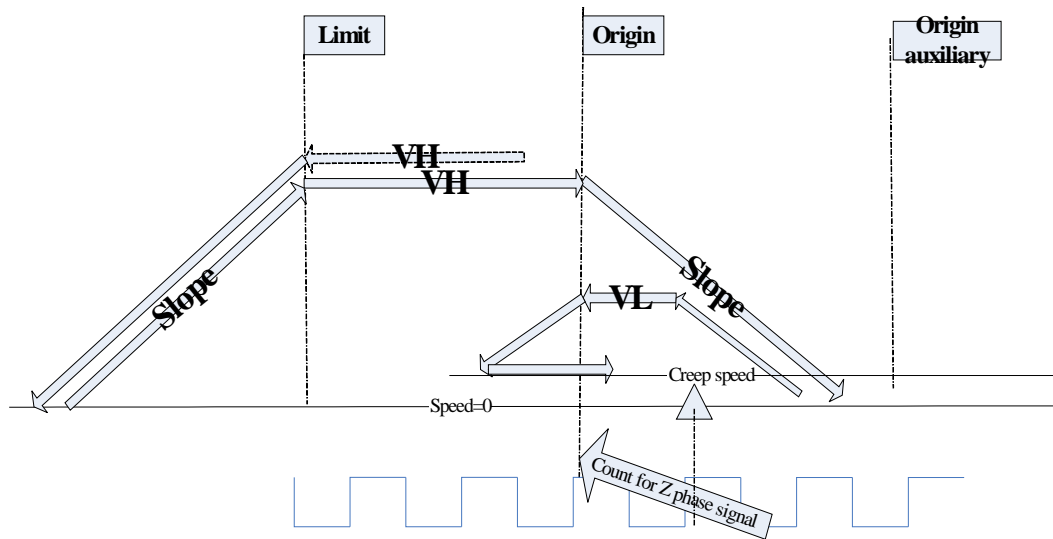 Limit
Origin
Origin
auxiliary
VH
VH
Slope
Slope
VL
Creep speed
Speed=0
Count for Z phase signal